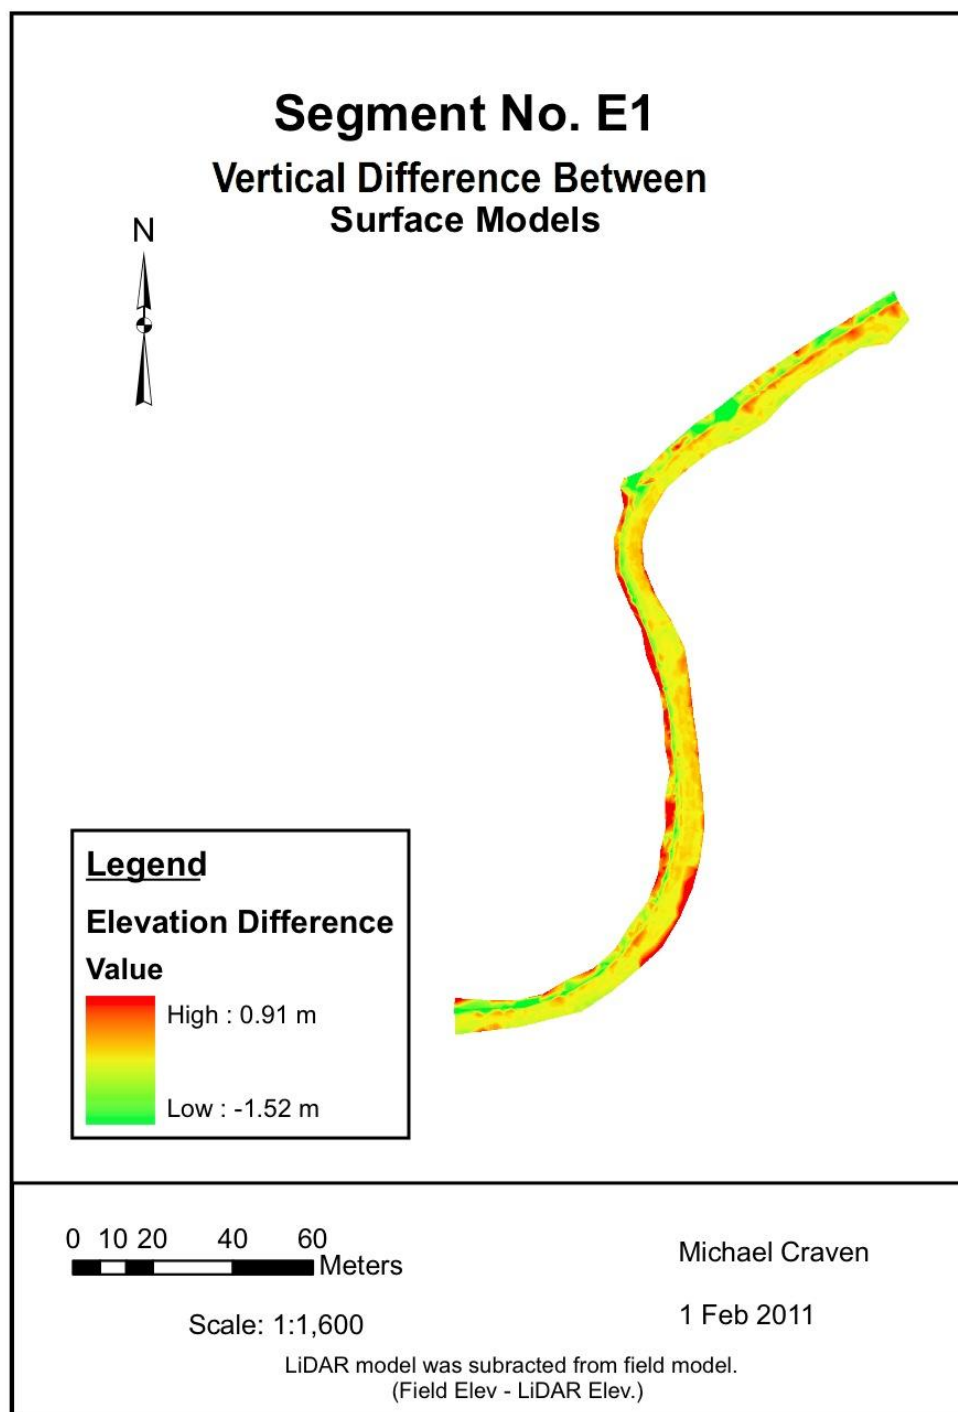 Segment No. E1
Vertical Difference Between
Surface Models
N
Legend
Elevation Difference
Value
High : 0.91 m
Low : -1.52 m
0 10 20 40 60
Meters
Scale: 1:1,600
Michael Craven
1 Feb 2011
LiDAR model was subracted from field model.
(Field Elev - LiDAR Elev.)